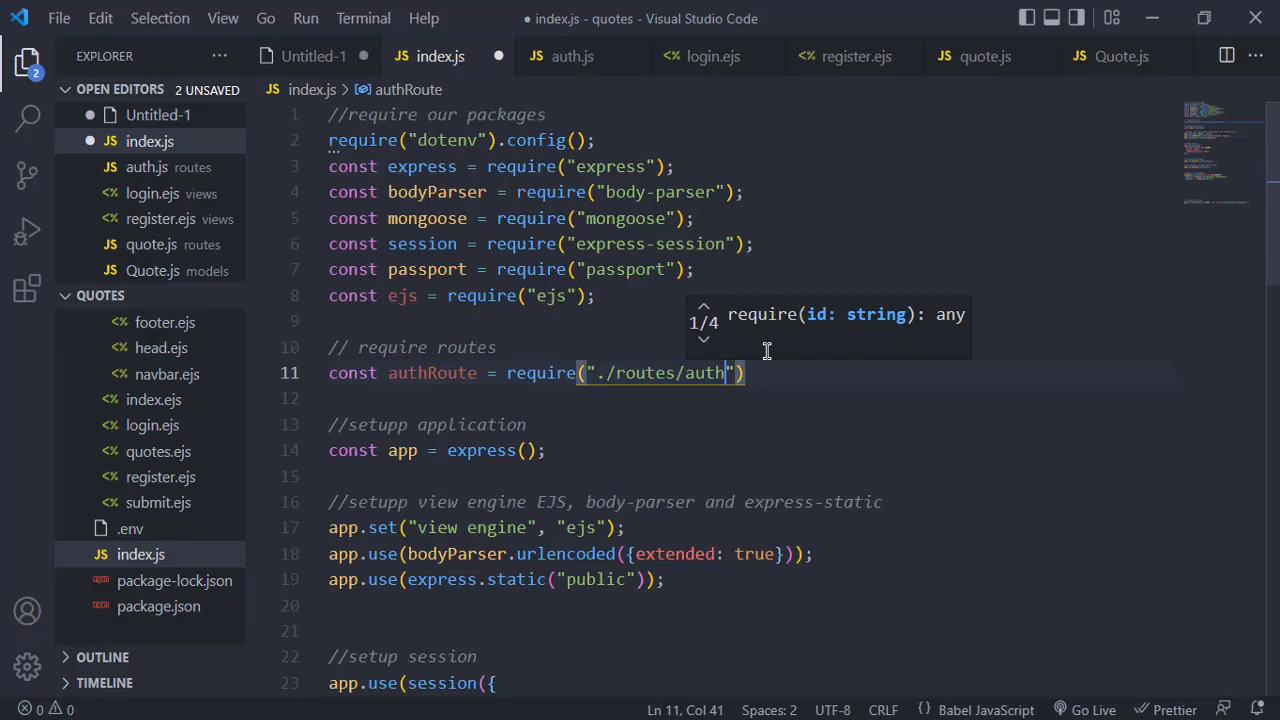 File Edit Selection View Go Run Terminal Help
● index.js - quotes - Visual Studio Code
2
EXPLORER ···
Untitled-1
JS index.js
JS auth.js
<> login.ejs
<> register.ejs
JS quote.js
JS Quote.js
OPEN EDITORS 2 UNSAVED
Untitled-1
JS index.js
JS auth.js routes
<> login.ejs views
<> register.ejs views
JS quote.js routes
JS Quote.js models
QUOTES
<> footer.ejs
<> head.ejs
<> navbar.ejs
<> index.ejs
<> login.ejs
<> quotes.ejs
<> register.ejs
<> submit.ejs
.env
JS index.js
package-lock.json
package.json
OUTLINE
TIMELINE
JS index.js > authRoute
1 //require our packages
2 require("dotenv").config();
3 const express = require("express");
4 const bodyParser = require("body-parser");
5 const mongoose = require("mongoose");
6 const session = require("express-session");
7 const passport = require("passport");
8 const ejs = require("ejs");
9
1/4 require(id: string): any
10 // require routes
11 const authRoute = require("./routes/auth")
12
13 //setupp application
14 const app = express();
15
16 //setupp view engine EJS, body-parser and express-static
17 app.set("view engine", "ejs");
18 app.use(bodyParser.urlencoded({extended: true}));
19 app.use(express.static("public"));
20
21
22 //setup session
23 app.use(session({
0 0 Ln 11, Col 41 Spaces: 2 UTF-8 CRLF {} Babel JavaScript Go Live Prettier